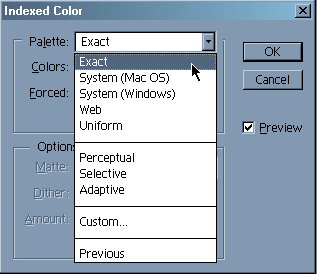 Indexed Color
Palette: Exact
OK
Exact
Colors:
System (Mac OS)
Cancel
Forced:
System (Windows)
Web
Uniform
Preview
Options
Perceptual
Matte:
Selective
Dither:
Adaptive
Amount:
Custom...
Previous